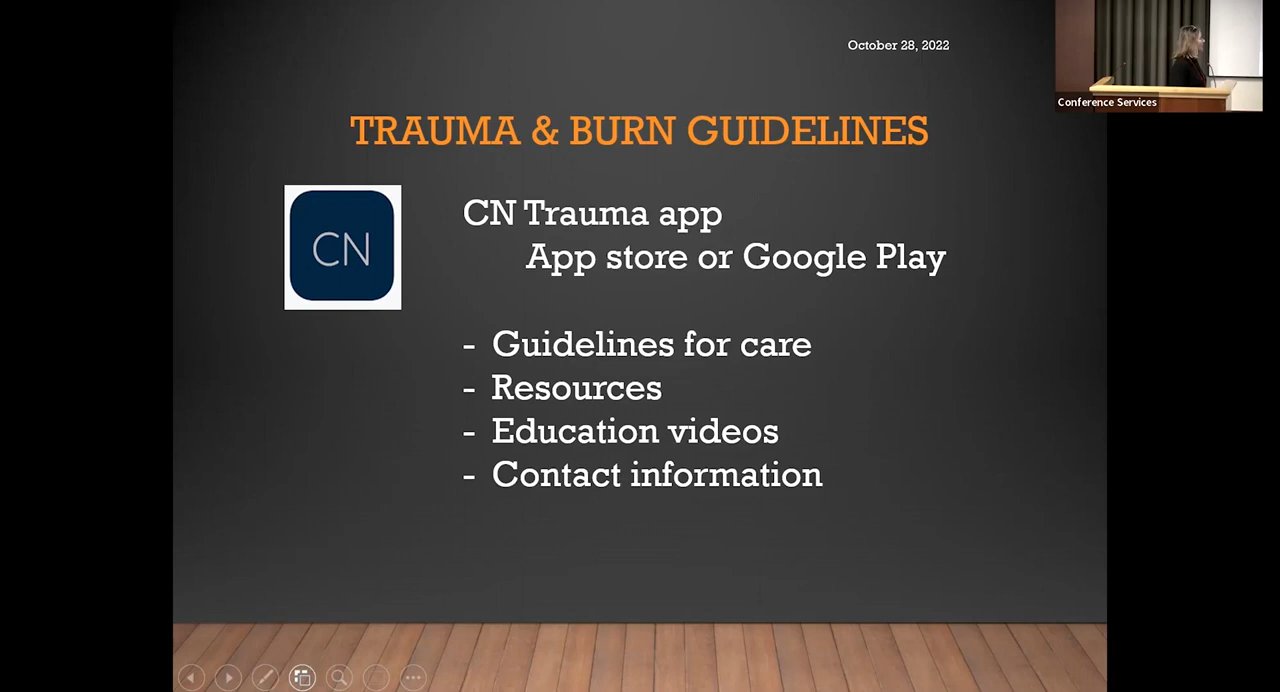 October 28, 2022
Conference Services
TRAUMA & BURN GUIDELINES
CN
CN Trauma app
App store or Google Play
- Guidelines for care
- Resources
- Education videos
- Contact information